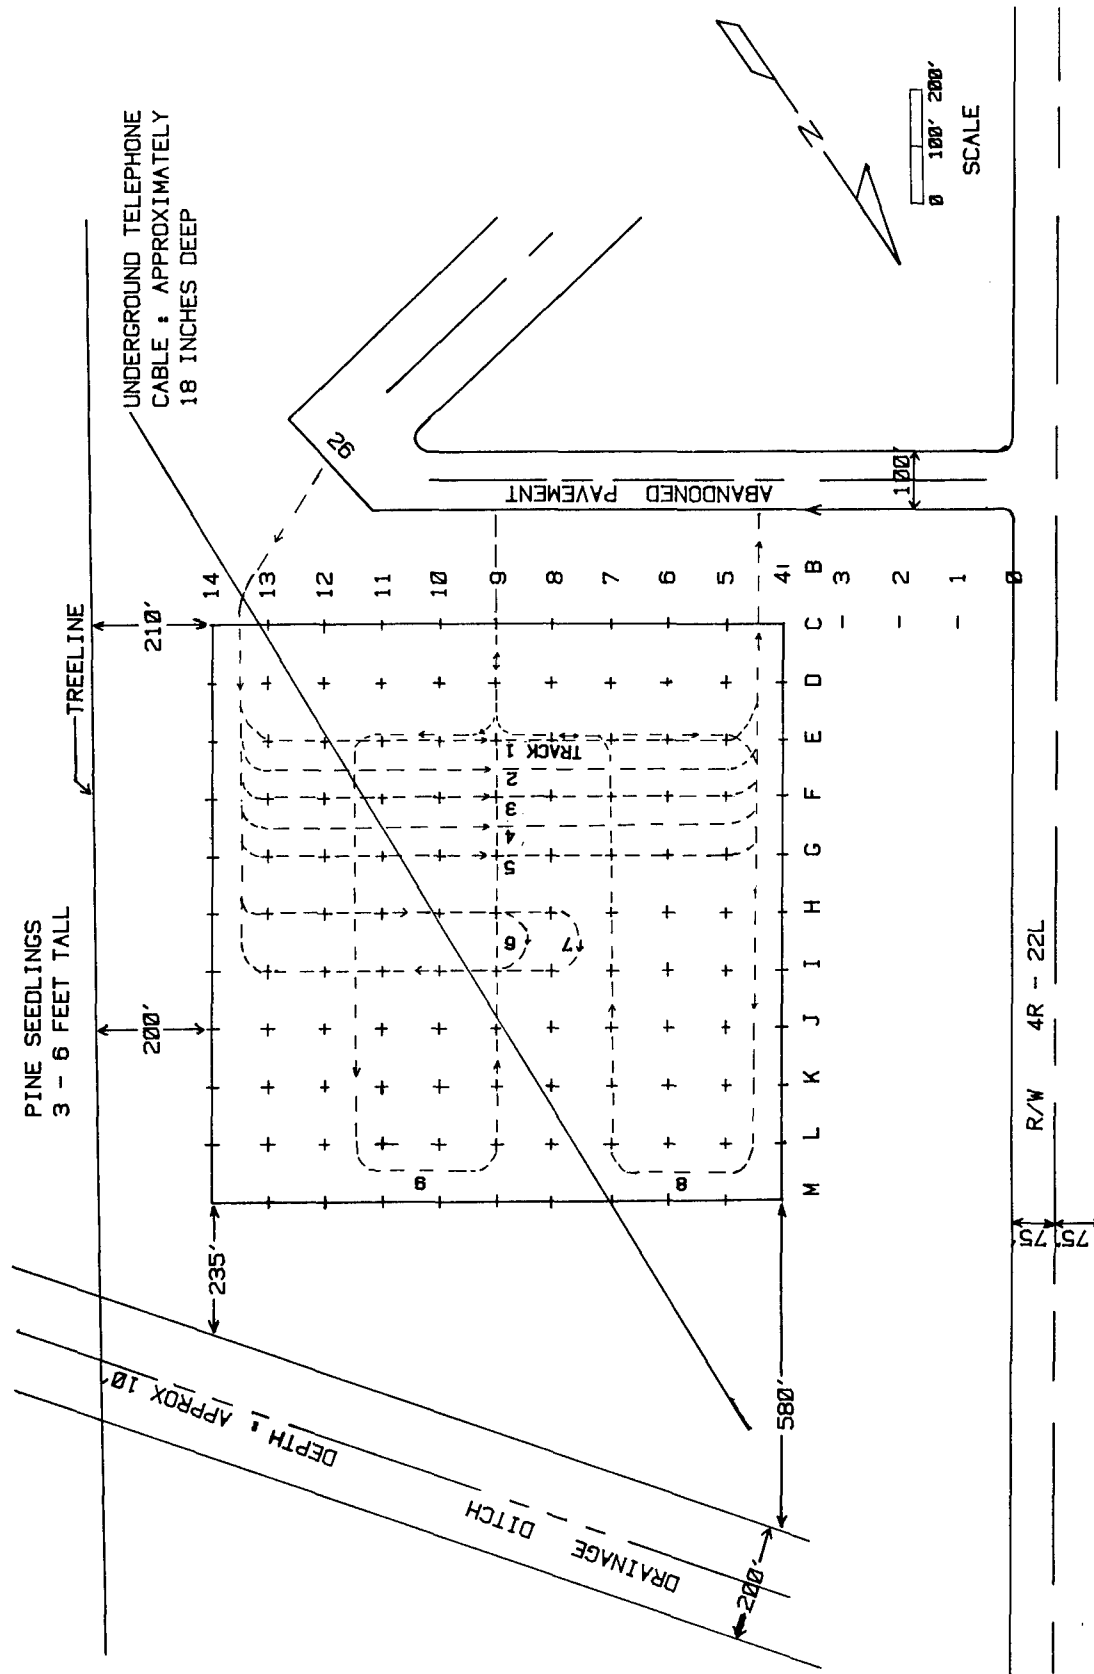 PINE SEEDLINGS
3 - 6 FEET TALL
TREELINE
UNDERGROUND TELEPHONE
CABLE : APPROXIMATELY
18 INCHES DEEP
200'
210'
235'
580'
200'
DRAINAGE DITCH
DEPTH : APPROX 10'
14
13
12
11
10
9
8
7
6
5
4
3
2
1
0
M L K J I H G F E D C B
TRACK 1
2
3
4
5
6
7
8
9
26
ABANDONED PAVEMENT
100'
N
0 100' 200'
SCALE
R/W 4R - 22L
75'
75'